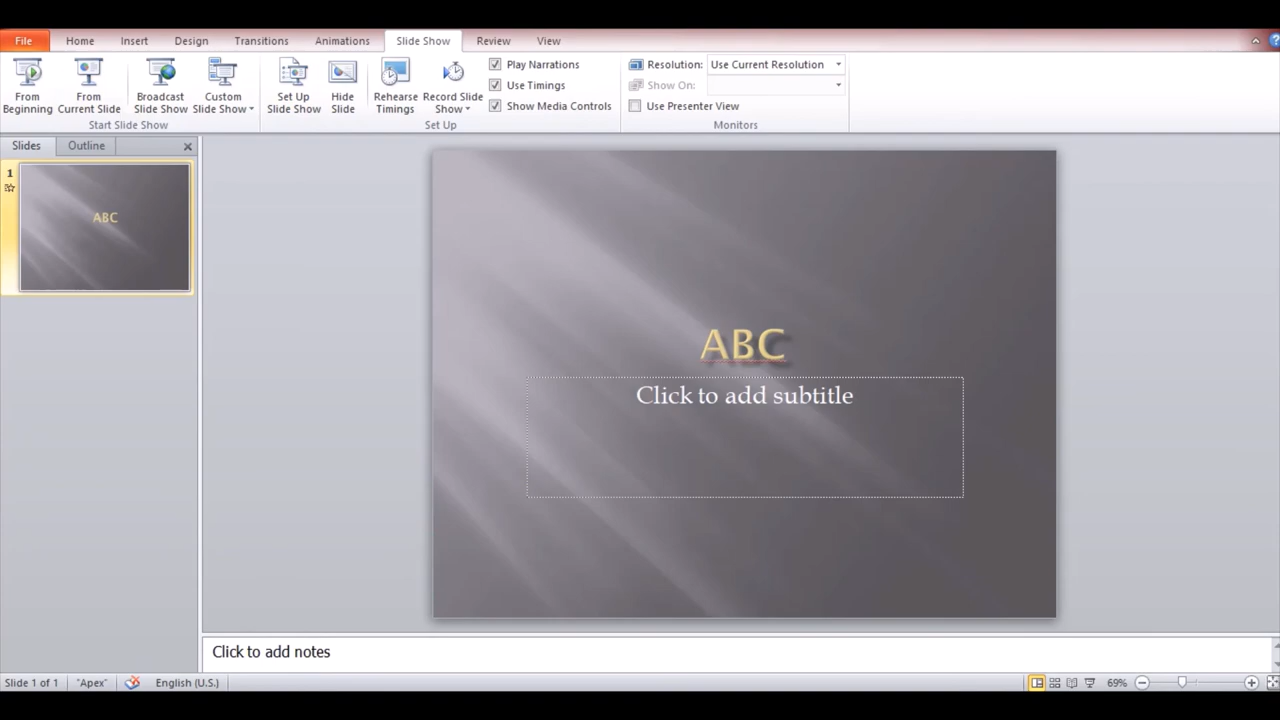 File Home Insert Design Transitions Animations Slide Show Review View
From Beginning
From Current Slide
Broadcast Slide Show
Custom Slide Show
Set Up Slide Show
Hide Slide
Rehearse Timings
Record Slide Show
Play Narrations
Use Timings
Show Media Controls
Resolution: Use Current Resolution
Show On:
Use Presenter View
Start Slide Show Set Up Monitors
Slides Outline
1
ABC
ABC
Click to add subtitle
Click to add notes
Slide 1 of 1 "Apex" English (U.S.) 69%